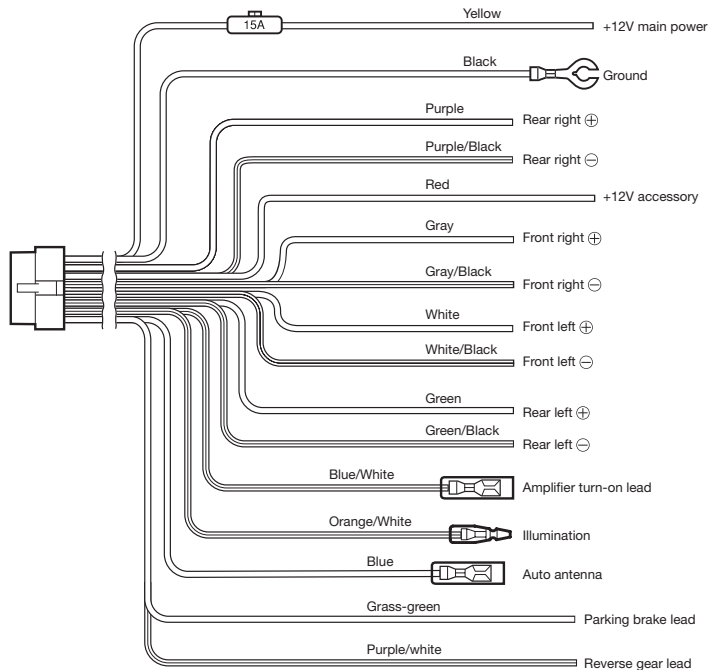 Yellow
15A
+12V main power
Black
Ground
Purple
Rear right ⊕
Purple/Black
Rear right ⊖
Red
+12V accessory
Gray
Front right ⊕
Gray/Black
Front right ⊖
White
Front left ⊕
White/Black
Front left ⊖
Green
Rear left ⊕
Green/Black
Rear left ⊖
Blue/White
Amplifier turn-on lead
Orange/White
Illumination
Blue
Auto antenna
Grass-green
Parking brake lead
Purple/white
Reverse gear lead